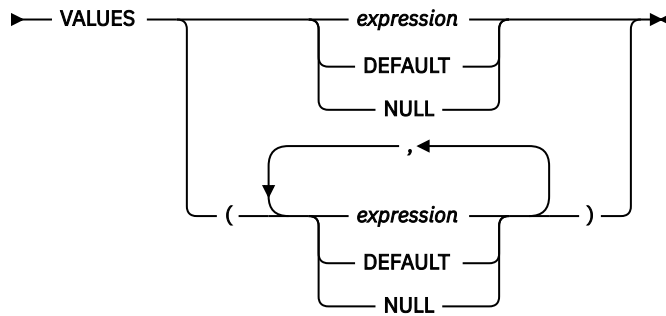 VALUES expression
DEFAULT
NULL
,
( expression )
DEFAULT
NULL